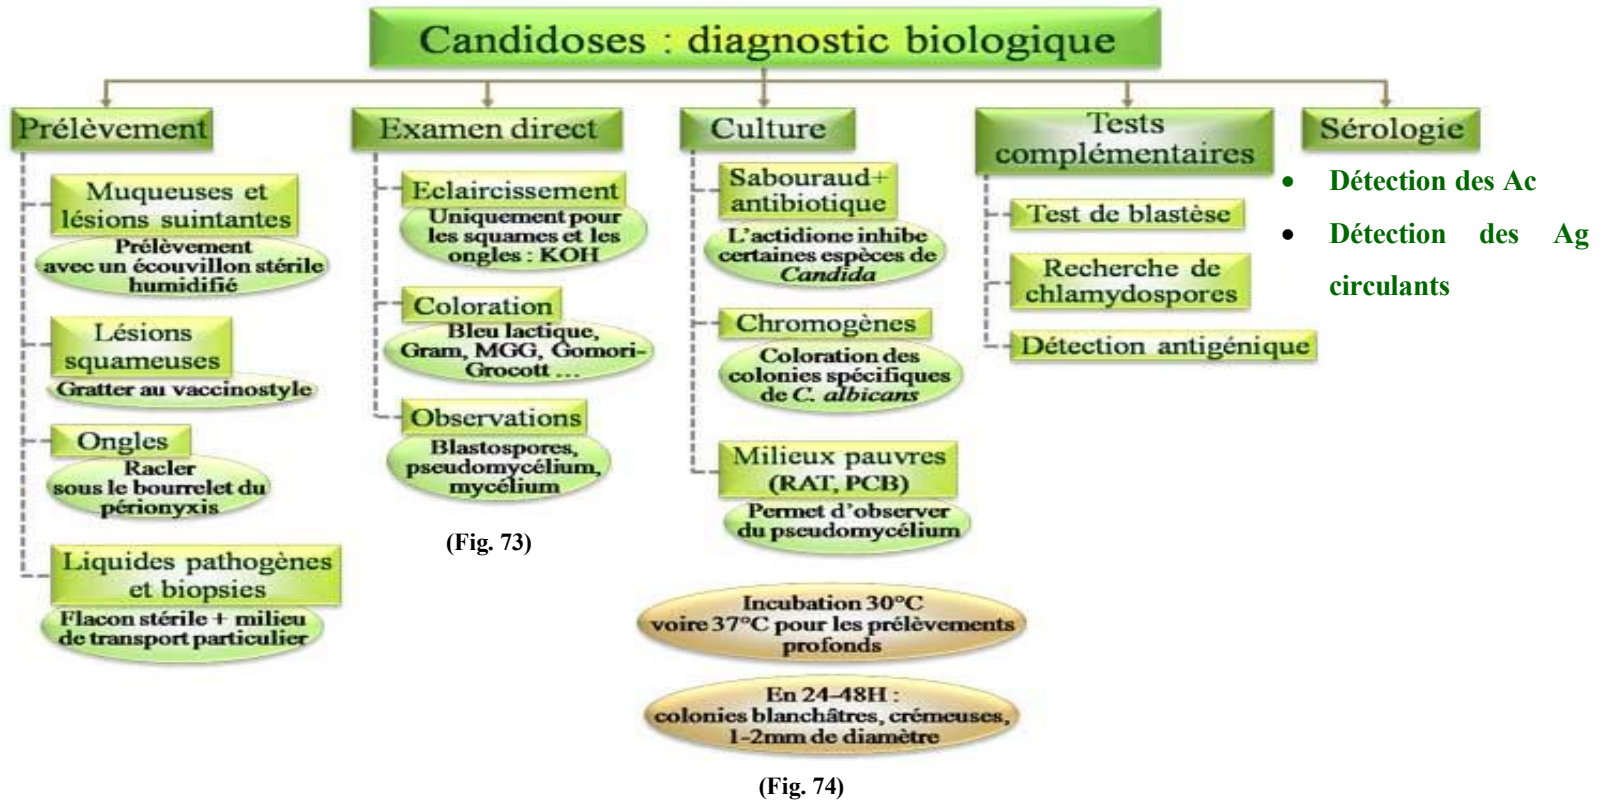 Candidoses : diagnostic biologique
Prélèvement
Muqueuses et
lésions suintantes
Prélèvement
avec un écouvillon stérile
humidifié
Lésions
squameuses
Gratter au vaccinostyle
Ongles
Racler
sous le bourrelet du
périonyxis
Liquides pathogènes
et biopsies
Flacon stérile + milieu
de transport particulier
Examen direct
Eclaircissement
Uniquement pour
les squames et les
ongles : KOH
Coloration
Bleu lactique,
Gram, MGG, Gomori-
Grocott ...
Observations
Blastospores,
pseudomycélium,
mycélium
(Fig. 73)
Culture
Sabouraud+
antibiotique
L'actidione inhibe
certaines espèces de
Candida
Chromogènes
Coloration des
colonies spécifiques
de C. albicans
Milieux pauvres
(RAT, PCB)
Permet d'observer
du pseudomycélium
Incubation 30°C
voire 37°C pour les prélèvements
profonds
En 24-48H :
colonies blanchâtres, crémeuses,
1-2mm de diamètre
(Fig. 74)
Tests
complémentaires
Test de blastèse
Recherche de
chlamydospores
Détection antigénique
Sérologie
• Détection des Ac
• Détection des Ag
circulants